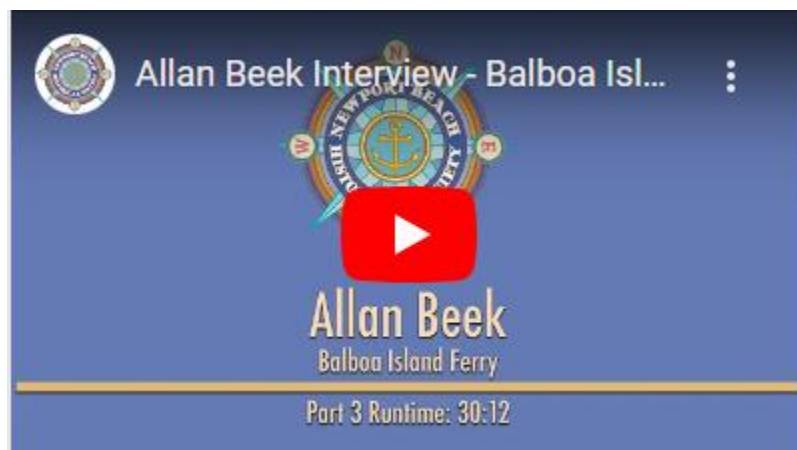 Allan Beek Interview - Balboa Isl...
N
NEWPORT BEACH
W
E
Allan Beek
Balboa Island Ferry
Part 3 Runtime: 30:12